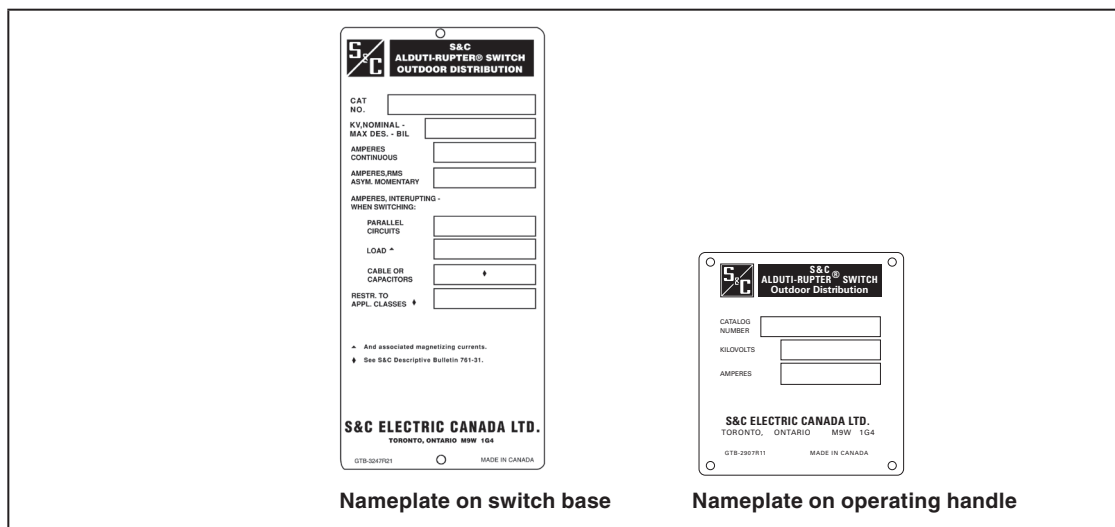 S&C
S&C
ALDUTI-RUPTER® SWITCH
OUTDOOR DISTRIBUTION
CAT
NO.
KV,NOMINAL -
MAX DES. - BIL
AMPERES
CONTINUOUS
AMPERES,RMS
ASYM. MOMENTARY
AMPERES, INTERUPTING -
WHEN SWITCHING:
PARALLEL
CIRCUITS
LOAD
CABLE OR
CAPACITORS ♦
RESTR. TO
APPL. CLASSES ♦
And associated magnetizing currents.
♦ See S&C Descriptive Bulletin 761-31.
S&C ELECTRIC CANADA LTD.
TORONTO, ONTARIO M9W 1G4
GTB-3247R21 MADE IN CANADA
Nameplate on switch base
S&C
S&C
ALDUTI-RUPTER® SWITCH
Outdoor Distribution
CATALOG
NUMBER
KILOVOLTS
AMPERES
S&C ELECTRIC CANADA LTD.
TORONTO, ONTARIO M9W 1G4
GTB-2907R11 MADE IN CANADA
Nameplate on operating handle